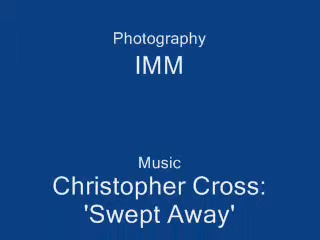 Photography
IMM
Music
Christopher Cross:
'Swept Away'